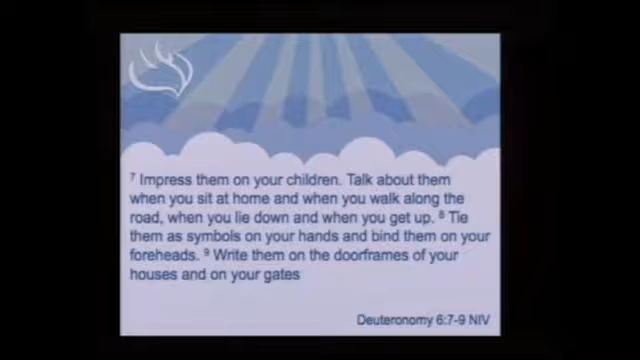 7 Impress them on your children. Talk about them
when you sit at home and when you walk along the
road, when you lie down and when you get up. 8 Tie
them as symbols on your hands and bind them on your
foreheads. 9 Write them on the doorframes of your
houses and on your gates
Deuteronomy 6:7-9 NIV